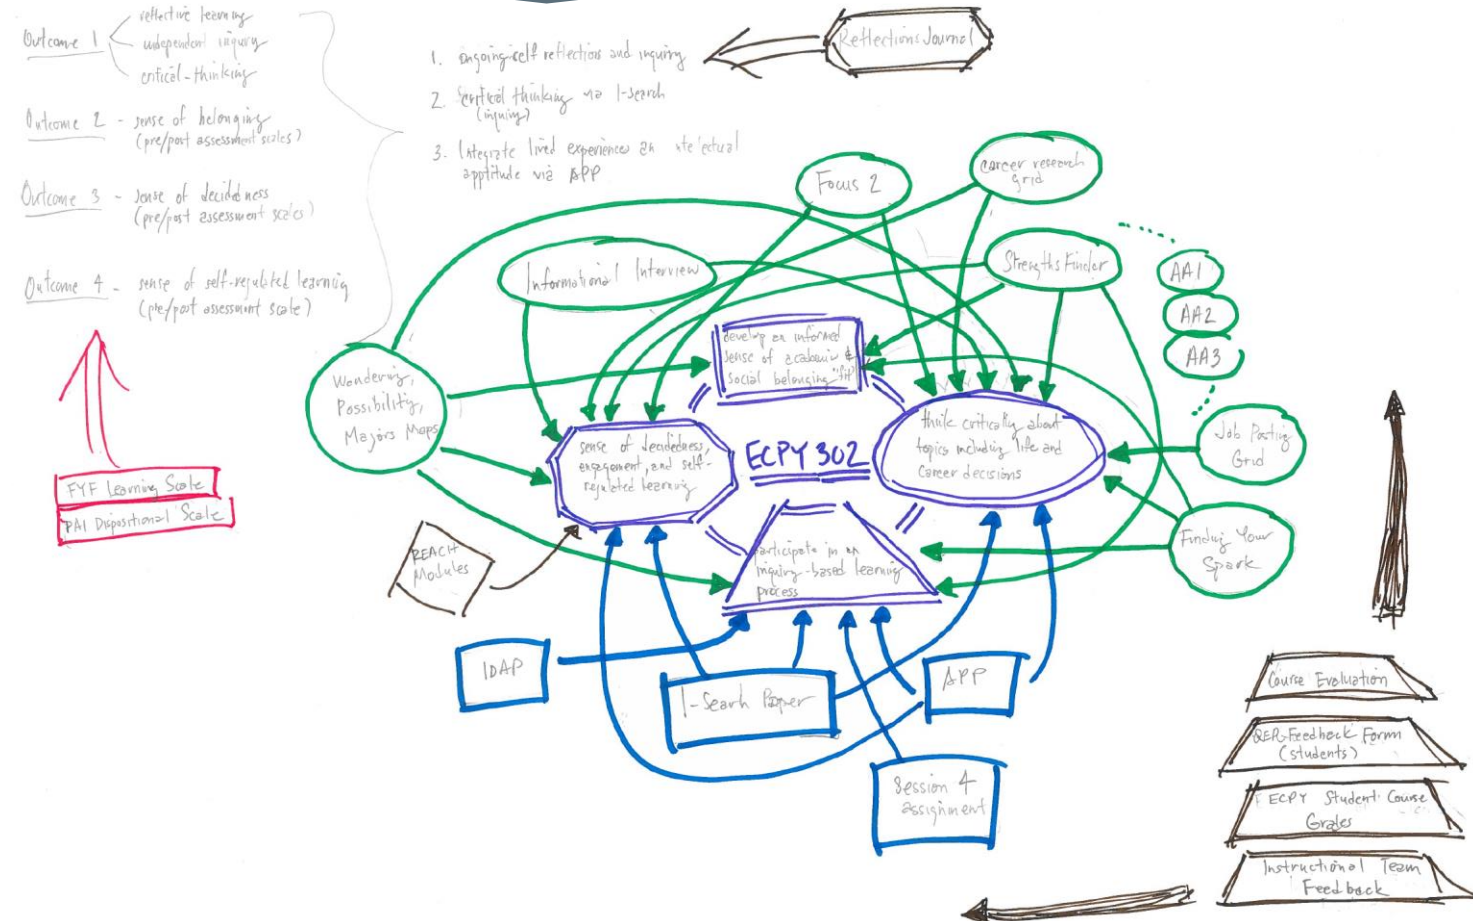 Outcome 1
reflective learning
independent inquiry
critical-thinking
Outcome 2 - sense of belonging
(pre/post assessment scales)
Outcome 3 - sense of decidedness
(pre/post assessment scales)
Outcome 4 - sense of self-regulated learning
(pre/post assessment scale)
1. ongoing self reflections and inquiry
2. critical thinking via I-search
(inquiry)
3. Integrate lived experiences an
apptitude via APP
Reflections Journal
Focus 2
career research
grid
Informational Interview
Strengths Finder
AA1
AA2
AA3
Wondering,
Possibility,
Majors Maps
develop an informed
sense of academic &
social belonging "fit"
sense of decidedness,
engagement, and self-
regulated learning
ECPY 302
think critically about
topics including life and
career decisions
participate in an
inquiry-based learning
process
Job Posting
Grid
Finding Your
Spark
FYF Learning Scale
PAI Dispositional Scale
REACH
Modules
IDAP
I-Search Paper
APP
Session 4
assignment
Course Evaluation
QEP-Feedback Form
(students)
ECPY Student Course
Grades
Instructional Team
Feedback